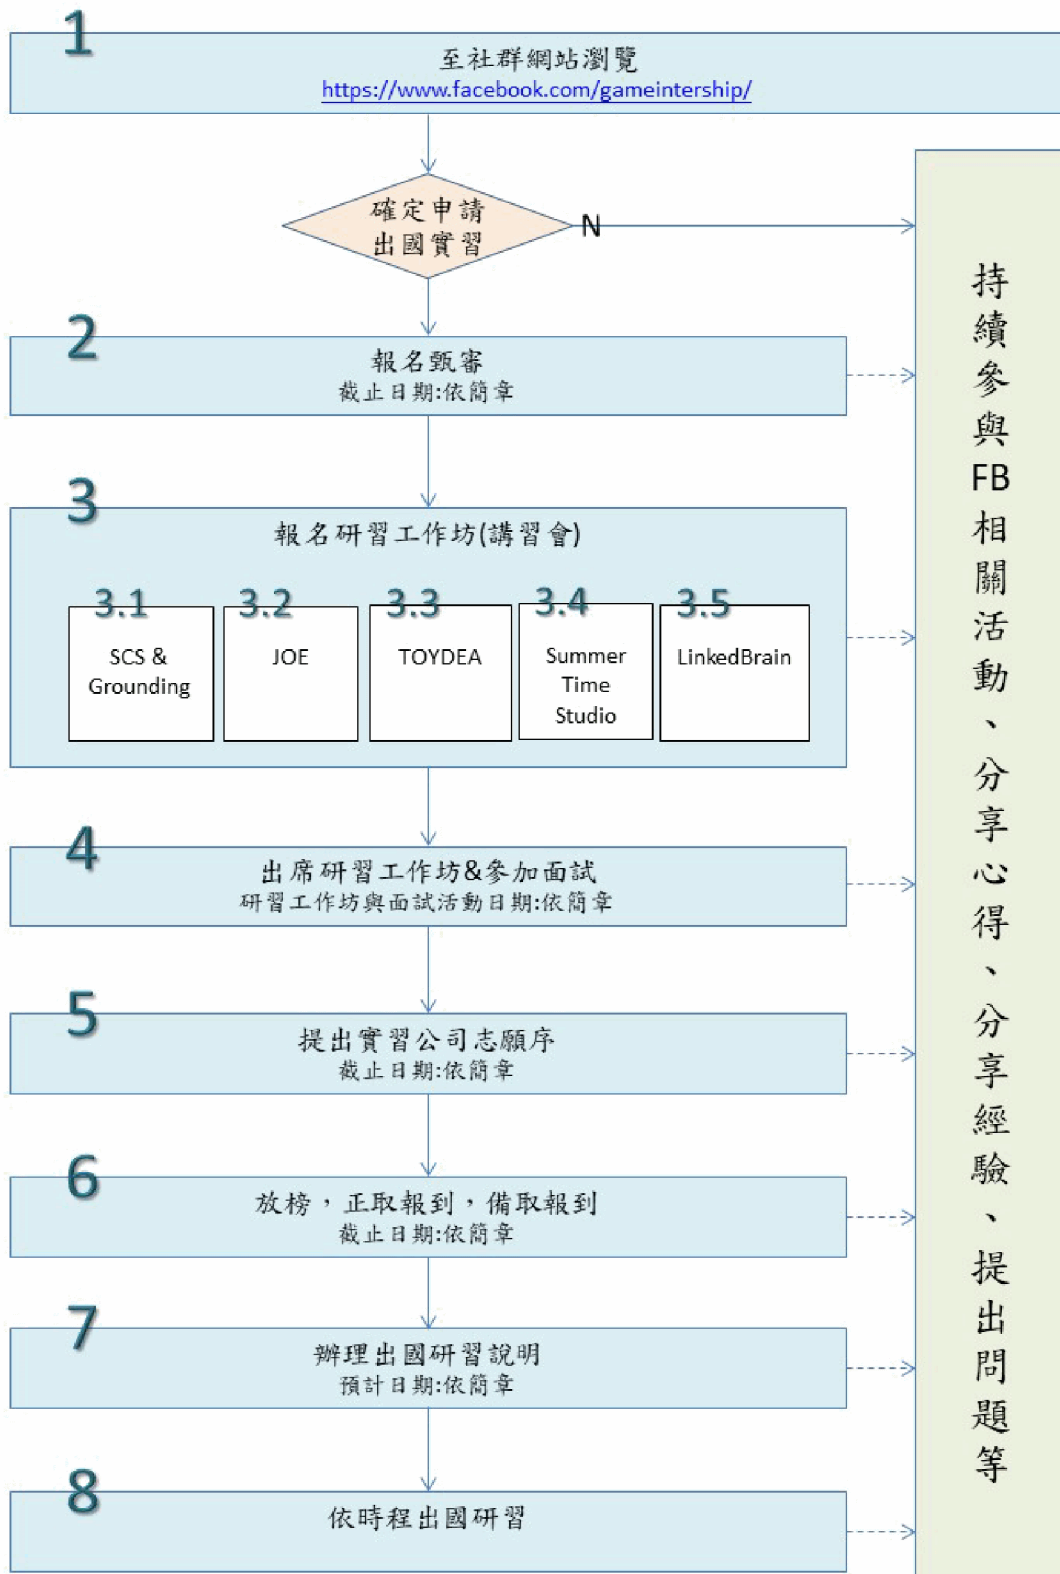 1
至社群網站瀏覽
https://www.facebook.com/gameintership/
確定申請
出國實習
N
2
報名甄審
截止日期:依簡章
3
報名研習工作坊(講習會)
3.1
SCS &
Grounding
3.2
JOE
3.3
TOYDEA
3.4
Summer
Time
Studio
3.5
LinkedBrain
4
出席研習工作坊&參加面試
研習工作坊與面試活動日期:依簡章
5
提出實習公司志願序
截止日期:依簡章
6
放榜，正取報到，備取報到
截止日期:依簡章
7
辦理出國研習說明
預計日期:依簡章
8
依時程出國研習
持續參與FB相關活動、分享心得、分享經驗、提出問題等